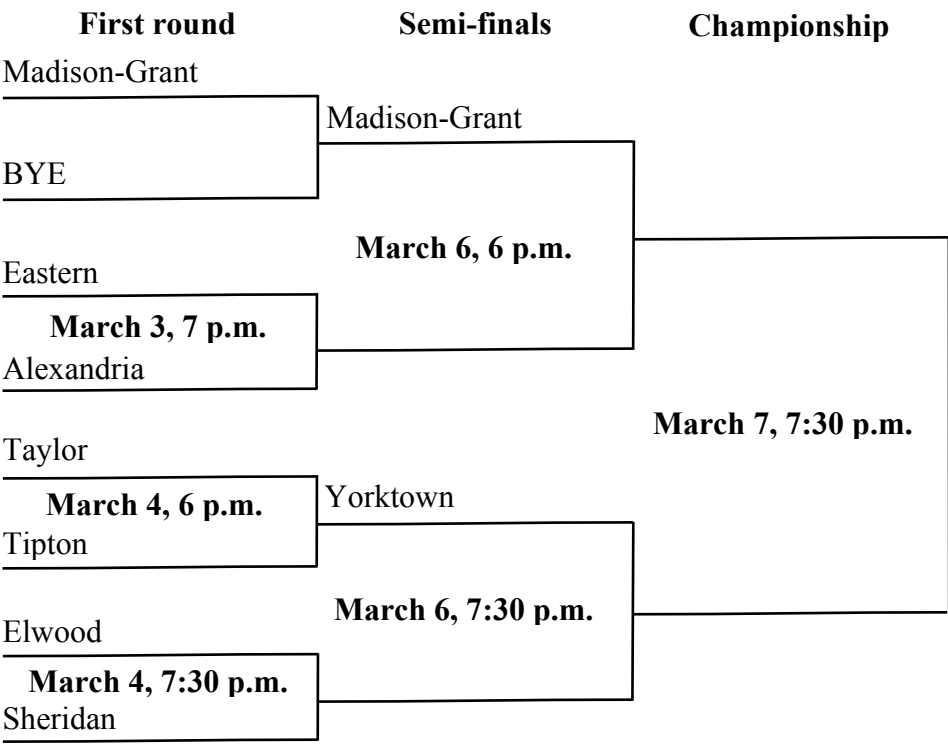 First round
Semi-finals
Championship
Madison-Grant
Madison-Grant
BYE
March 6, 6 p.m.
Eastern
March 3, 7 p.m.
Alexandria
March 7, 7:30 p.m.
Taylor
March 4, 6 p.m.
Yorktown
Tipton
March 6, 7:30 p.m.
Elwood
March 4, 7:30 p.m.
Sheridan